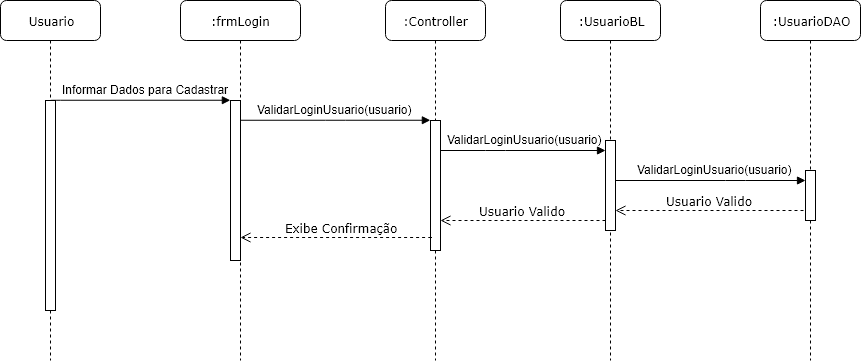 Usuario
:frmLogin
:Controller
:UsuarioBL
:UsuarioDAO
Informar Dados para Cadastrar
ValidarLoginUsuario(usuario)
ValidarLoginUsuario(usuario)
ValidarLoginUsuario(usuario)
Usuario Valido
Usuario Valido
Exibe Confirmação